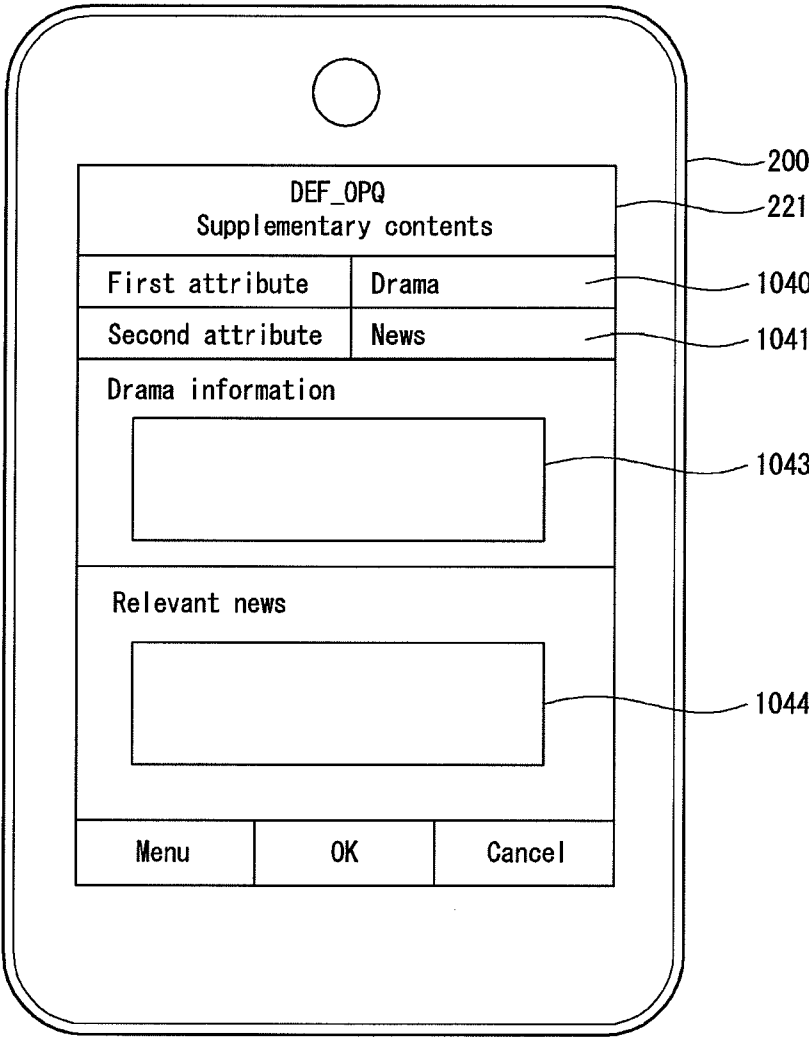 DEF_OPQ
Supplementary contents
200
221
First attribute Drama 1040
Second attribute News 1041
Drama information
1043
Relevant news
1044
Menu OK Cancel